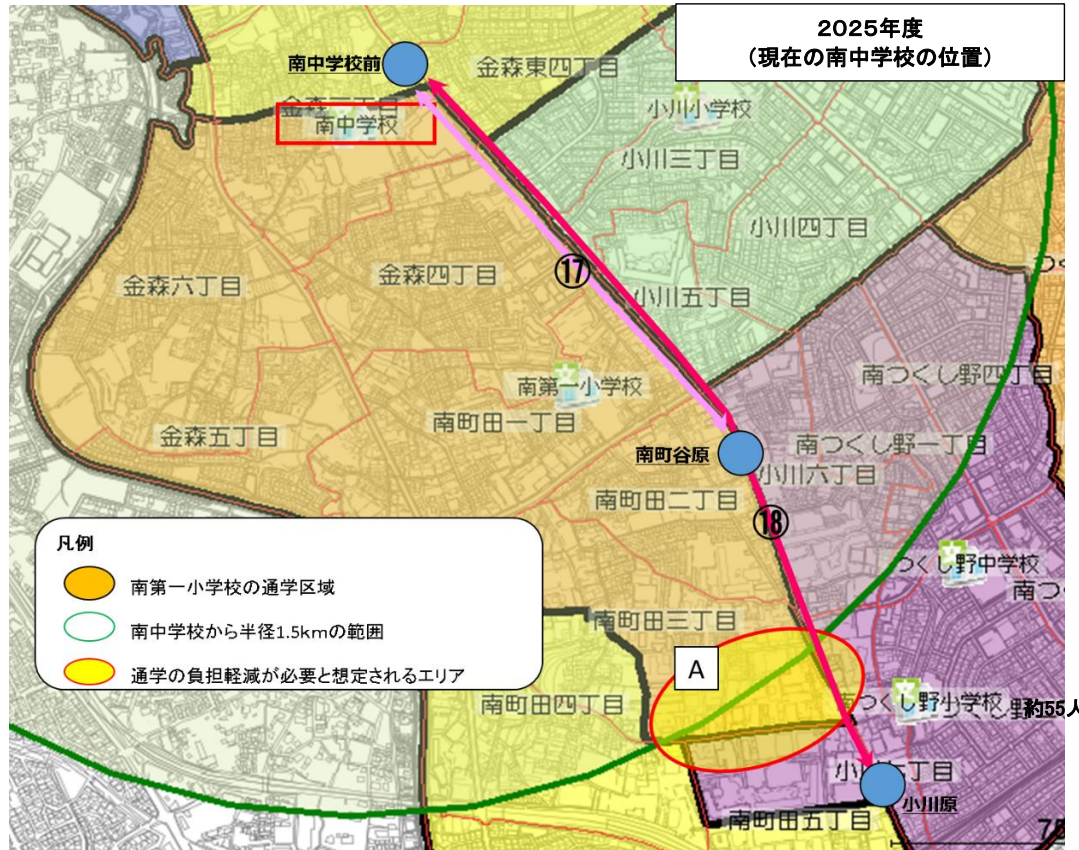 2025年度
(現在の南中学校の位置)
南中学校前
金森東四丁目
南中学校
小川小学校
小川三丁目
小川四丁目
金森六丁目
金森四丁目
⑰
小川五丁目
南第一小学校
南つくし野四丁目
金森五丁目
南町田一丁目
南町谷原
南つくし野一丁目
小川六丁目
南町田二丁目
⑱
凡例
南第一小学校の通学区域
南中学校から半径1.5kmの範囲
通学の負担軽減が必要と想定されるエリア
つくし野中学校
南町田三丁目
A
南町田四丁目
南つくし野小学校
約55人
小川原
南町田五丁目